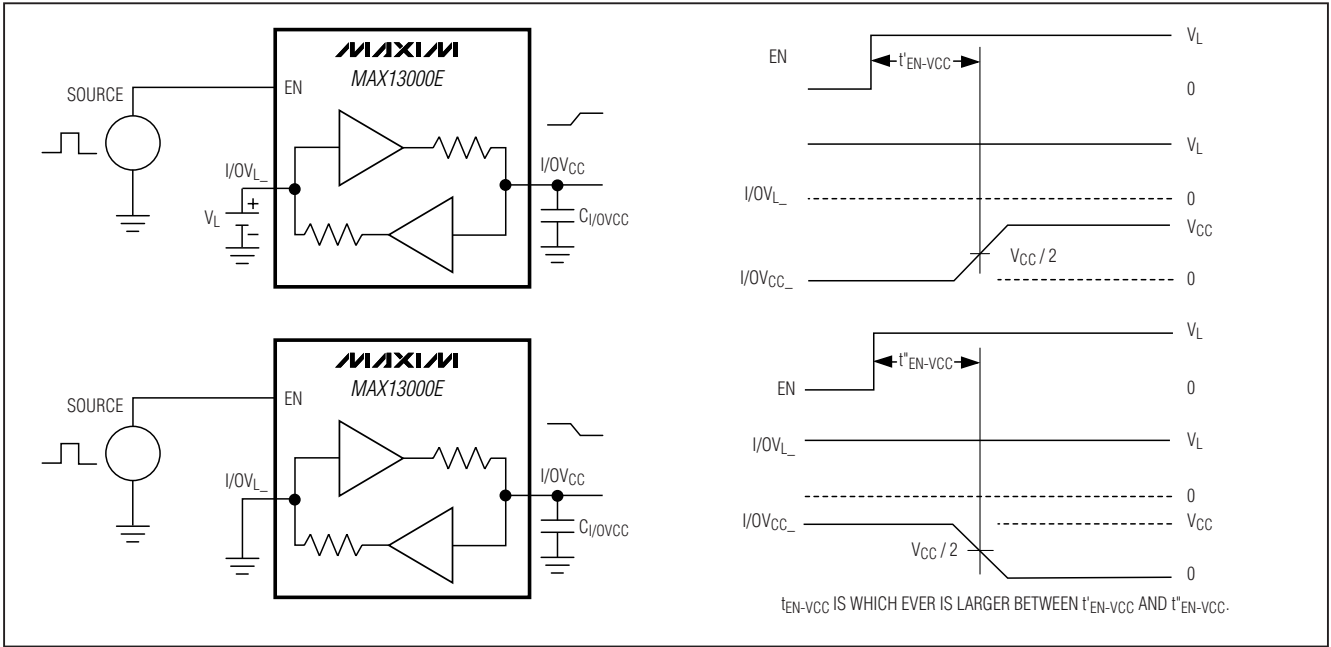 MAXIM
MAX13000E
SOURCE
EN
I/OVL_
VL
+
−
I/OVCC
CI/OVCC
EN
t'EN-VCC
VL
0
VL
I/OVL_
0
VCC
VCC / 2
I/OVCC_
0
MAXIM
MAX13000E
SOURCE
EN
I/OVL_
I/OVCC
CI/OVCC
VL
t"EN-VCC
EN
0
I/OVL_
VL
0
I/OVCC_
VCC
VCC / 2
0
tEN-VCC IS WHICH EVER IS LARGER BETWEEN t'EN-VCC AND t"EN-VCC.